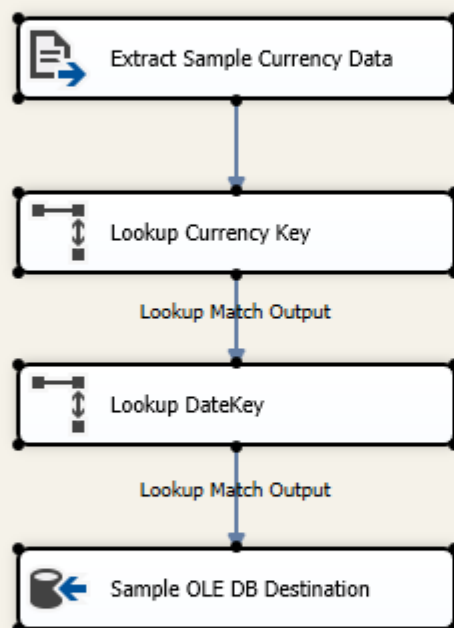 Extract Sample Currency Data
Lookup Currency Key
Lookup Match Output
Lookup DateKey
Lookup Match Output
Sample OLE DB Destination